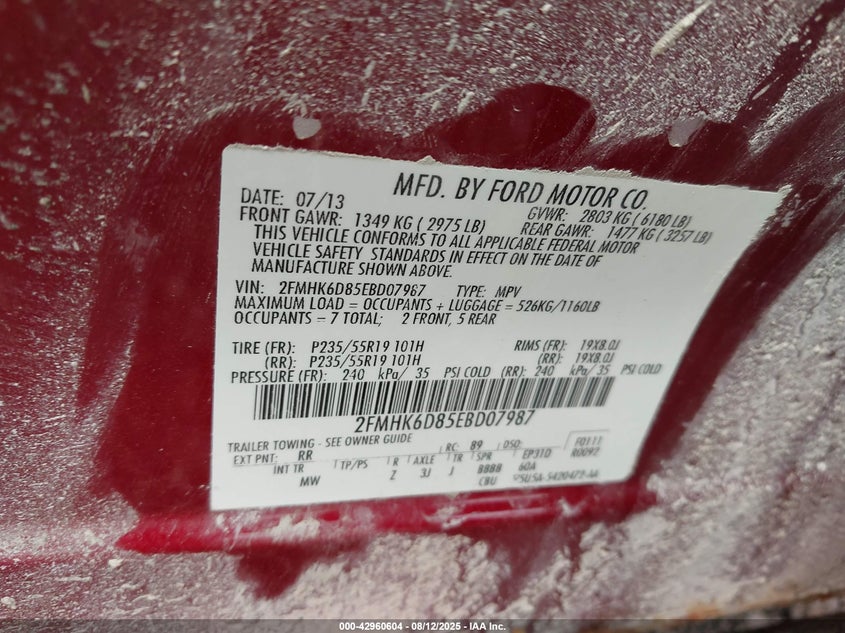 MFD. BY FORD MOTOR CO.
DATE: 07/13 GVWR: 2803 KG ( 6180 LB)
FRONT GAWR: 1349 KG ( 2975 LB) REAR GAWR: 1477 KG ( 3257 LB)
THIS VEHICLE CONFORMS TO ALL APPLICABLE FEDERAL MOTOR
VEHICLE SAFETY STANDARDS IN EFFECT ON THE DATE OF
MANUFACTURE SHOWN ABOVE.
VIN: 2FMHK6D85EBD07987 TYPE: MPV
MAXIMUM LOAD = OCCUPANTS + LUGGAGE = 526KG/1160LB
OCCUPANTS = 7 TOTAL; 2 FRONT, 5 REAR
TIRE (FR): P235/55R19 101H RIMS (FR): 19X8.0J
(RR): P235/55R19 101H (RR): 19X8.0J
PRESSURE (FR): 240 kPa/ 35 PSI COLD (RR): 240 kPa/ 35 PSI COLD
2FMHK6D85EBD07987
TRAILER TOWING - SEE OWNER GUIDE RC: 89 DSO: F0111
EXT PNT: RR EP31D R0092
INT TR TP/PS R AXLE TR SPR 60A
MW Z 3J J BBBB
CBU
000-42960604 - 08/12/2025 - IAA Inc.